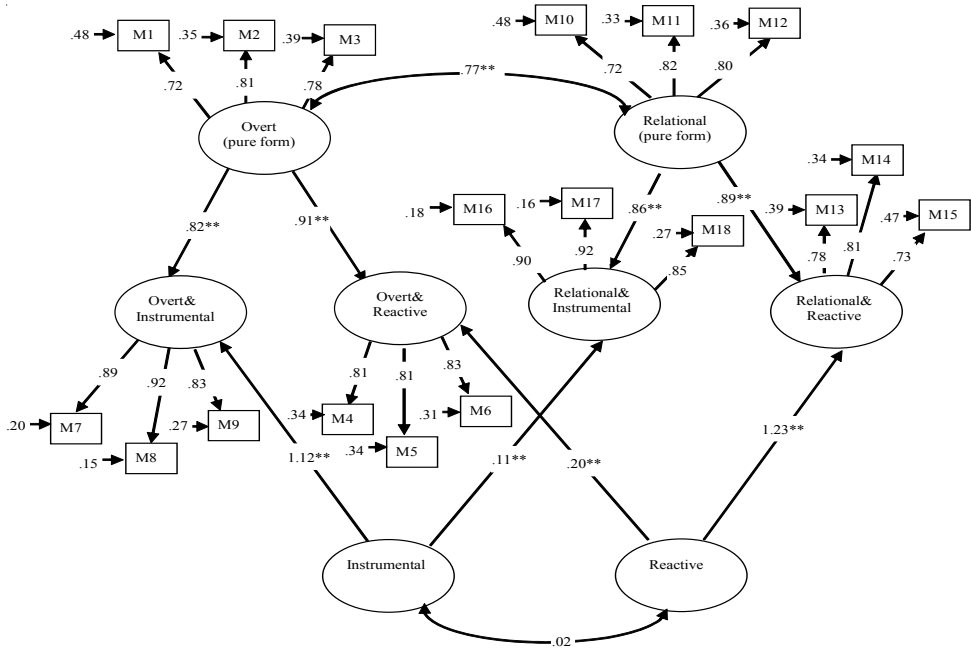 .48
M1
.35
M2
.39
M3
.48
M10
.33
M11
.36
M12
.72
.81
.78
.77**
.72
.82
.80
Overt
(pure form)
Relational
(pure form)
.34
M14
.82**
.91**
.18
M16
.16
M17
.86**
.27
M18
.89**
.39
M13
.47
M15
.90
.92
.85
.78
.81
.73
Overt&
Instrumental
Overt&
Reactive
Relational&
Instrumental
Relational&
Reactive
.89
.92
.83
.81
.81
.83
.20
M7
.15
M8
.27
M9
.34
M4
.34
M5
.31
M6
1.12**
.11**
.20**
1.23**
Instrumental
Reactive
.02